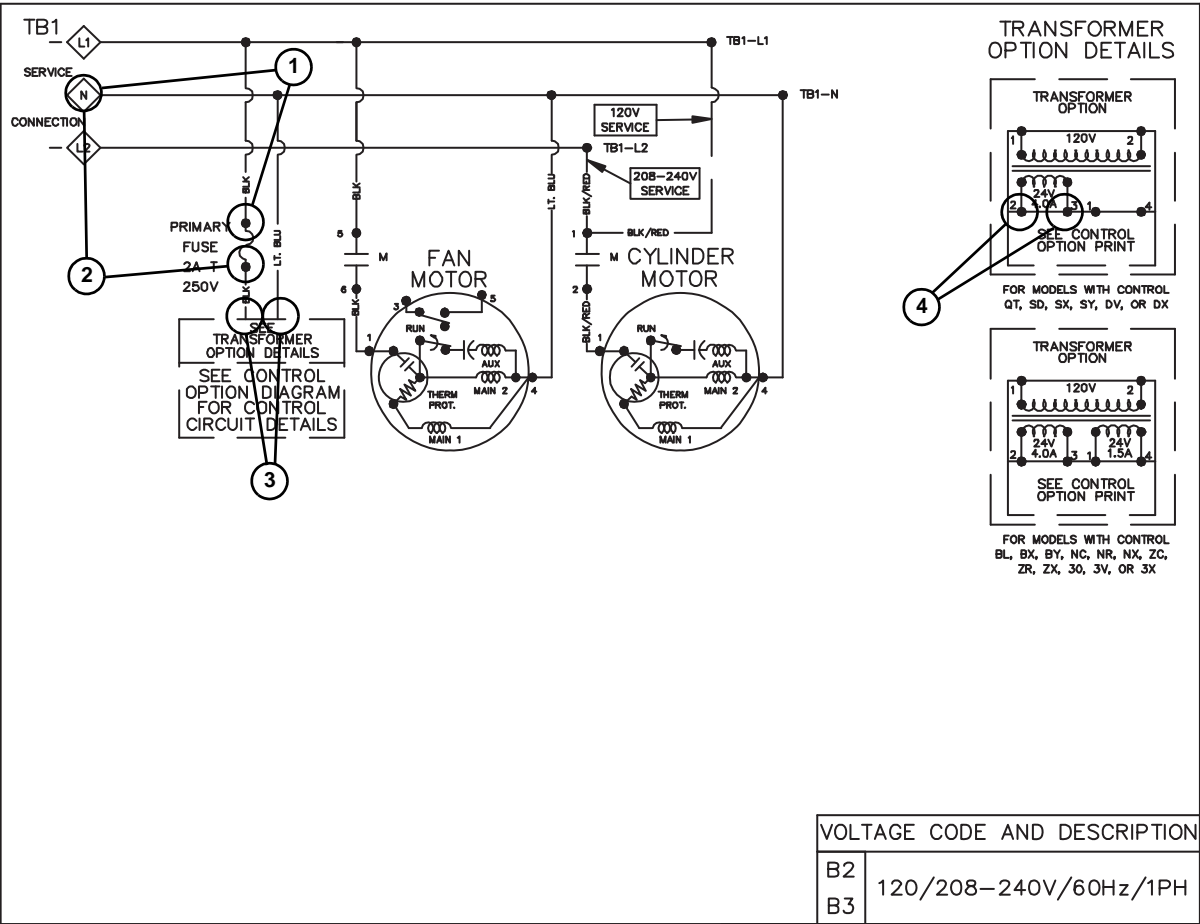 TB1
L1
TB1-L1
SERVICE
1
N
TB1-N
CONNECTION
120V
SERVICE
L2
TB1-L2
208-240V
SERVICE
BLK
BLK
BLK/RED
LT. BLU
PRIMARY
FUSE
2A T
250V
LT. BLU
BLK
2
5
M
6
BLK
1
BLK/RED
M
2
BLK/RED
FAN
MOTOR
3
5
RUN
1
AUX
MAIN 2
4
THERM
PROT.
MAIN 1
CYLINDER
MOTOR
RUN
1
AUX
MAIN 2
4
THERM
PROT.
MAIN 1
SEE
TRANSFORMER
OPTION DETAILS
SEE CONTROL
OPTION DIAGRAM
FOR CONTROL
CIRCUIT DETAILS
3
TRANSFORMER
OPTION DETAILS
TRANSFORMER
OPTION
1 120V 2
24V
4.0A
2 3 1 4
SEE CONTROL
OPTION PRINT
4
FOR MODELS WITH CONTROL
QT, SD, SX, SY, DV, OR DX
TRANSFORMER
OPTION
1 120V 2
24V 24V
4.0A 1.5A
2 3 1 4
SEE CONTROL
OPTION PRINT
FOR MODELS WITH CONTROL
BL, BX, BY, NC, NR, NX, ZC,
ZR, ZX, 30, 3V, OR 3X
VOLTAGE CODE AND DESCRIPTION
B2
B3
120/208-240V/60Hz/1PH